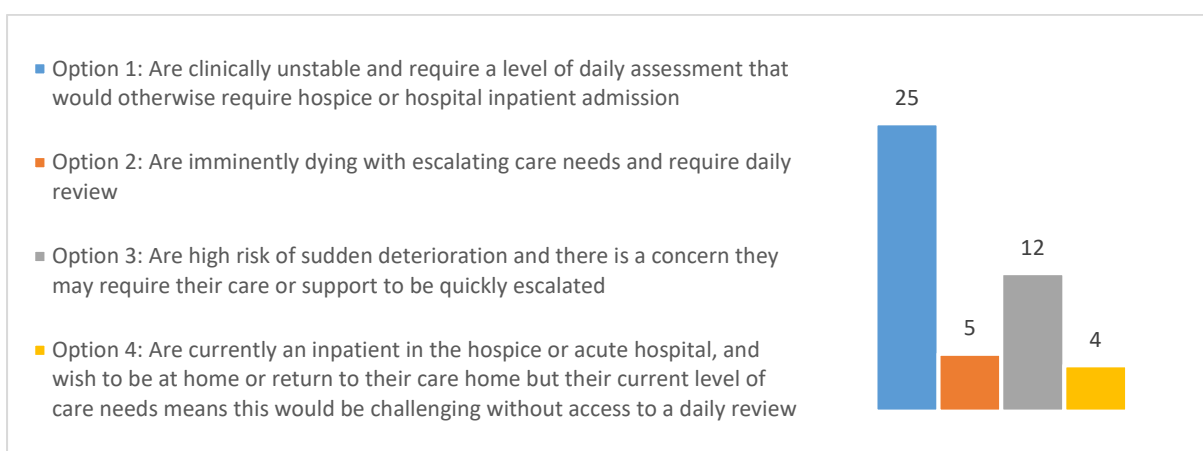 Option 1: Are clinically unstable and require a level of daily assessment that
would otherwise require hospice or hospital inpatient admission
Option 2: Are imminently dying with escalating care needs and require daily
review
Option 3: Are high risk of sudden deterioration and there is a concern they
may require their care or support to be quickly escalated
Option 4: Are currently an inpatient in the hospice or acute hospital, and
wish to be at home or return to their care home but their current level of
care needs means this would be challenging without access to a daily review
25
5
12
4